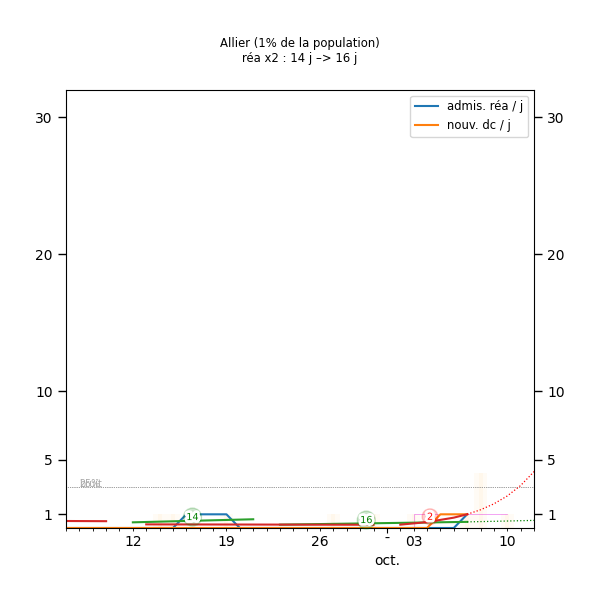 Allier (1% de la population)
réa x2 : 14 j –> 16 j
admis. réa / j
nouv. dc / j
30 30
20 20
10 10
5 5
1 1
14 16 2
12 19 26 - 03 10
oct.